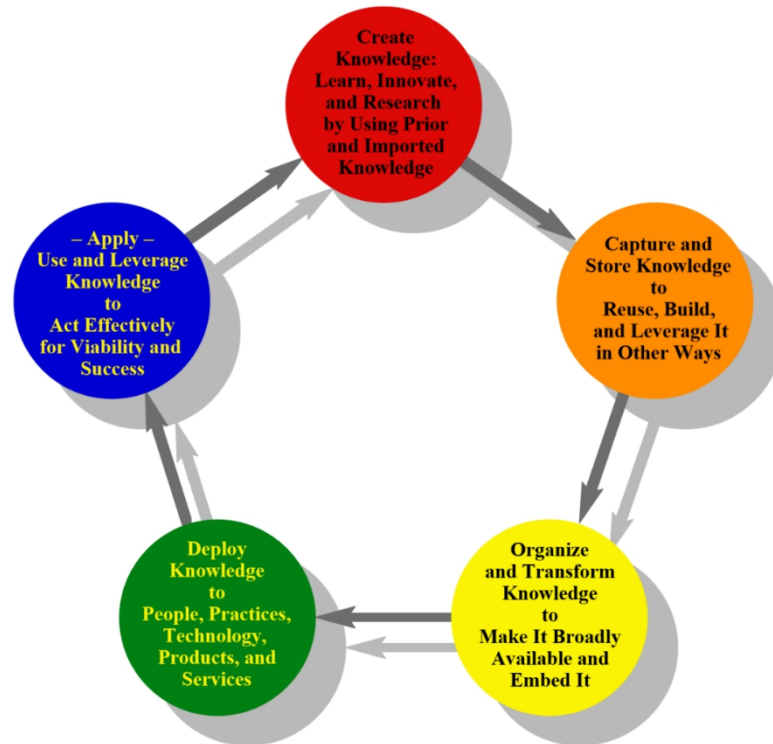 Create
Knowledge:
Learn, Innovate,
and Research
by Using Prior
and Imported
Knowledge
Capture and
Store Knowledge
to
Reuse, Build,
and Leverage It
in Other Ways
Organize
and Transform
Knowledge
to
Make It Broadly
Available and
Embed It
Deploy
Knowledge
to
People, Practices,
Technology,
Products, and
Services
– Apply –
Use and Leverage
Knowledge
to
Act Effectively
for Viability and
Success